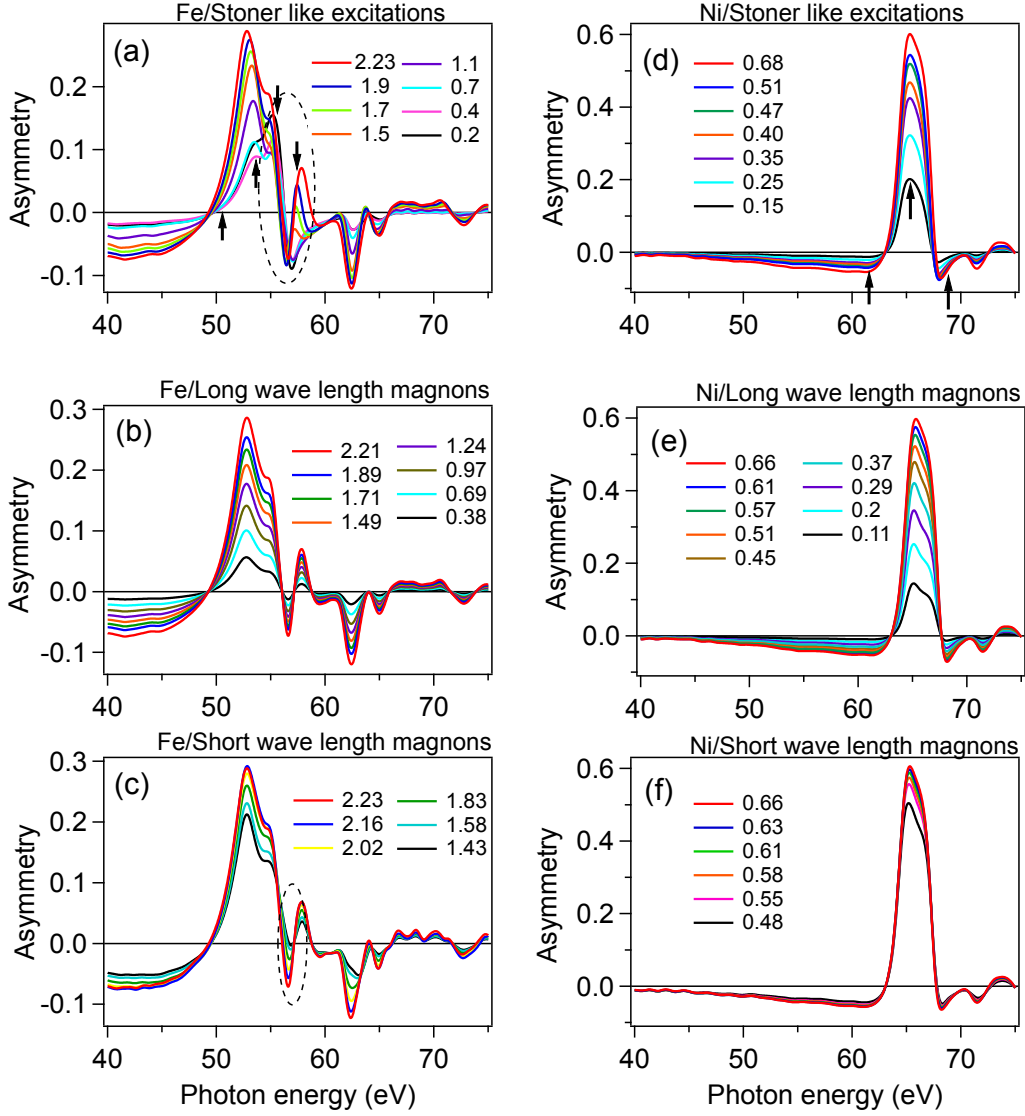 Fe/Stoner like excitations
(a)
2.23 1.1
1.9 0.7
1.7 0.4
1.5 0.2
Asymmetry
0.2
0.1
0.0
-0.1
40 50 60 70
Ni/Stoner like excitations
(d)
0.68
0.51
0.47
0.40
0.35
0.25
0.15
Asymmetry
0.6
0.4
0.2
0.0
40 50 60 70
Fe/Long wave length magnons
(b)
2.21 1.24
1.89 0.97
1.71 0.69
1.49 0.38
Asymmetry
0.3
0.2
0.1
0.0
-0.1
40 50 60 70
Ni/Long wave length magnons
(e)
0.66 0.37
0.61 0.29
0.57 0.2
0.51 0.11
0.45
Asymmetry
0.6
0.4
0.2
0.0
40 50 60 70
Fe/Short wave length magnons
(c)
2.23 1.83
2.16 1.58
2.02 1.43
Asymmetry
0.3
0.2
0.1
0.0
-0.1
40 50 60 70
Photon energy (eV)
Ni/Short wave length magnons
(f)
0.66
0.63
0.61
0.58
0.55
0.48
Asymmetry
0.6
0.4
0.2
0.0
40 50 60 70
Photon energy (eV)